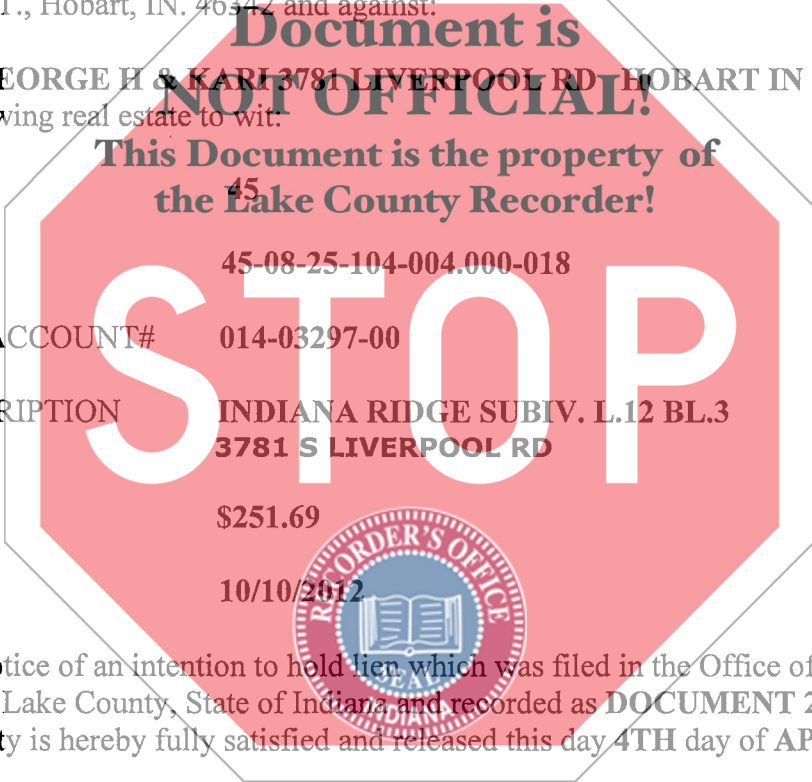 T., Hobart, IN. 46342 and against:
Document is
EORGE H & KARI 3781 LIVERPOOL RD HOBART IN
NOT OFFICIAL!
wing real estate to wit:
This Document is the property of
45
the Lake County Recorder!
45-08-25-104-004.000-018
STOP
ACCOUNT# 014-03297-00
RIPTION INDIANA RIDGE SUBIV. L.12 BL.3
3781 S LIVERPOOL RD
$251.69
RECORDER'S OFFICE
10/10/2012
SEAL
INDIANA
tice of an intention to hold lien which was filed in the Office of
Lake County, State of Indiana and recorded as DOCUMENT 2
ty is hereby fully satisfied and released this day 4TH day of AP